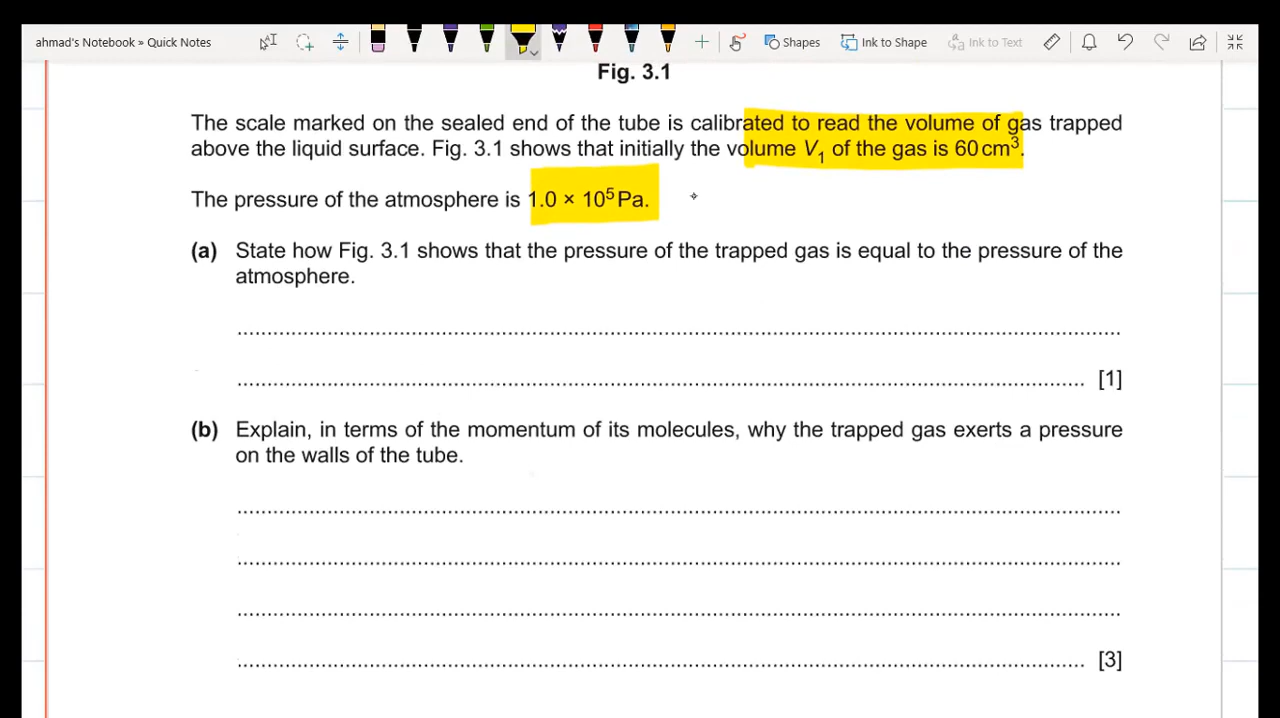 ahmad's Notebook » Quick Notes
Shapes
Ink to Shape
Ink to Text
Fig. 3.1
The scale marked on the sealed end of the tube is calibrated to read the volume of gas trapped
above the liquid surface. Fig. 3.1 shows that initially the volume V₁ of the gas is 60 cm³.
The pressure of the atmosphere is 1.0 × 10⁵ Pa.
(a) State how Fig. 3.1 shows that the pressure of the trapped gas is equal to the pressure of the
atmosphere.
[1]
(b) Explain, in terms of the momentum of its molecules, why the trapped gas exerts a pressure
on the walls of the tube.
[3]